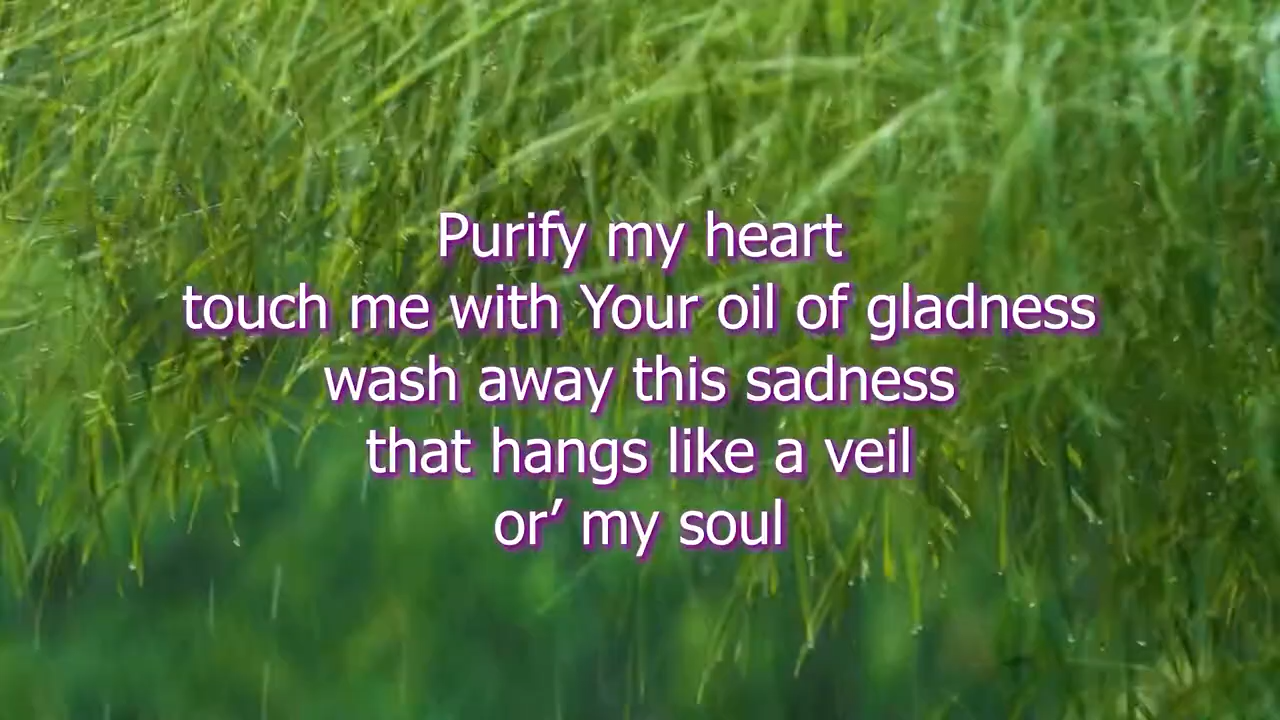 Purify my heart
touch me with Your oil of gladness
wash away this sadness
that hangs like a veil
or’ my soul